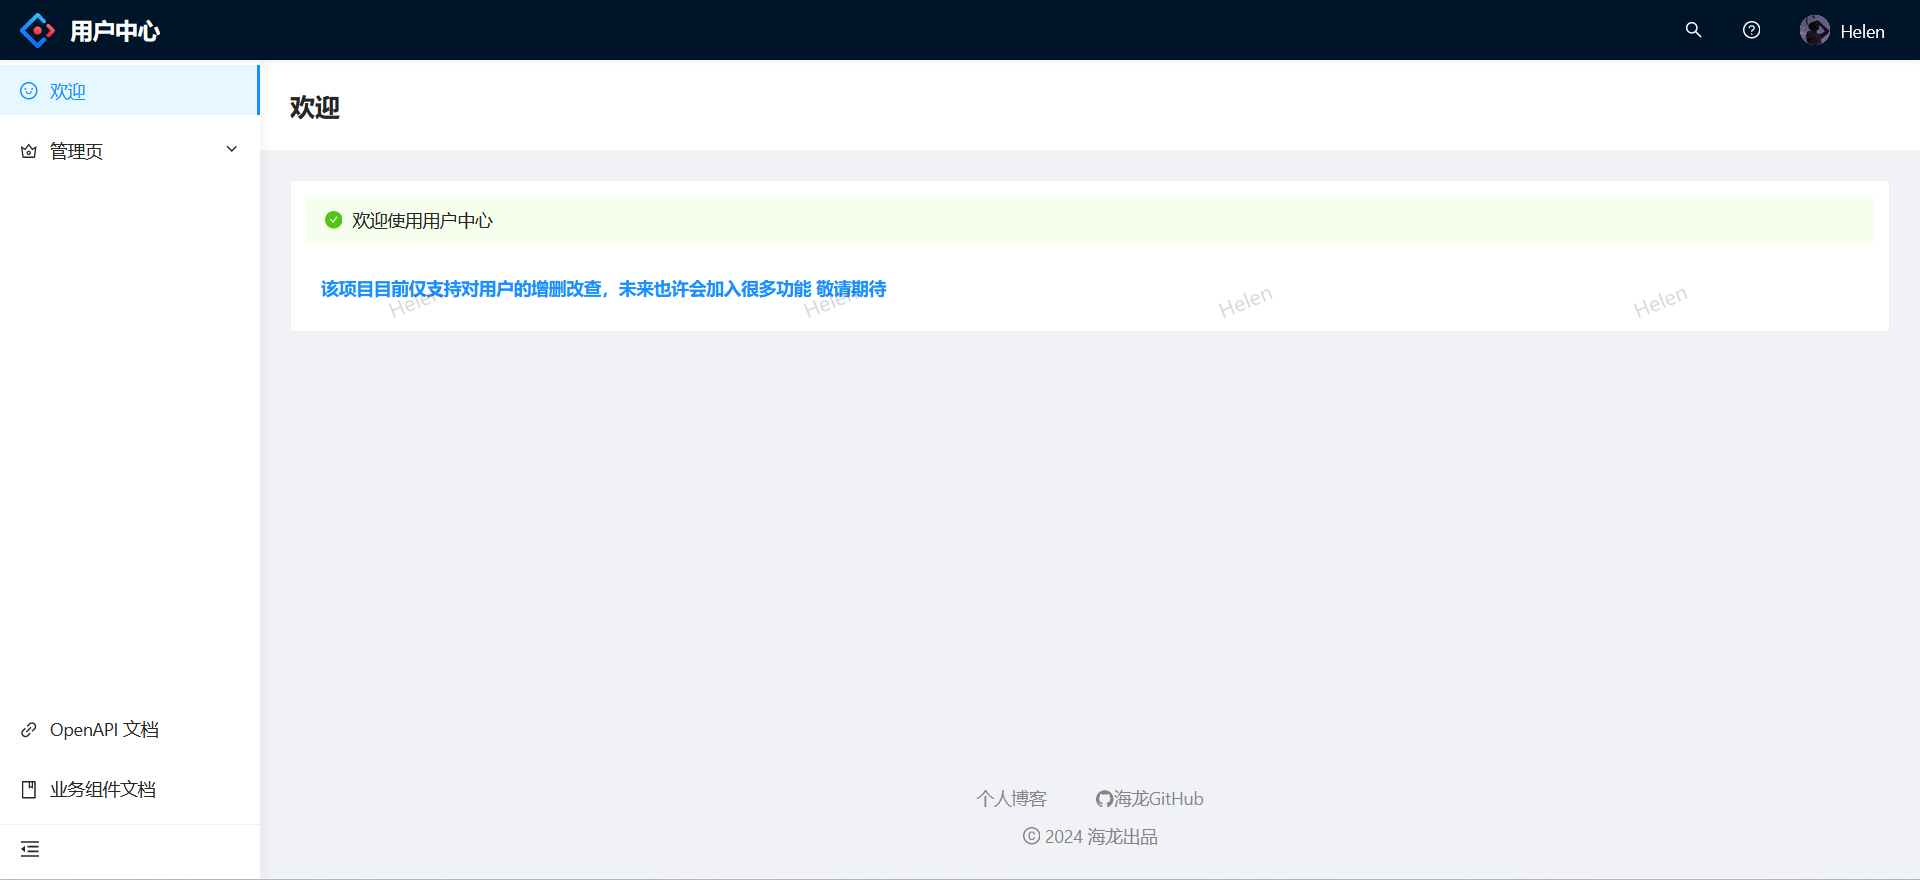 用户中心
Helen
欢迎
管理页
欢迎
欢迎使用用户中心
该项目目前仅支持对用户的增删改查，未来也许会加入很多功能 敬请期待
Helen
Helen
Helen
Helen
OpenAPI 文档
业务组件文档
个人博客
海龙GitHub
© 2024 海龙出品